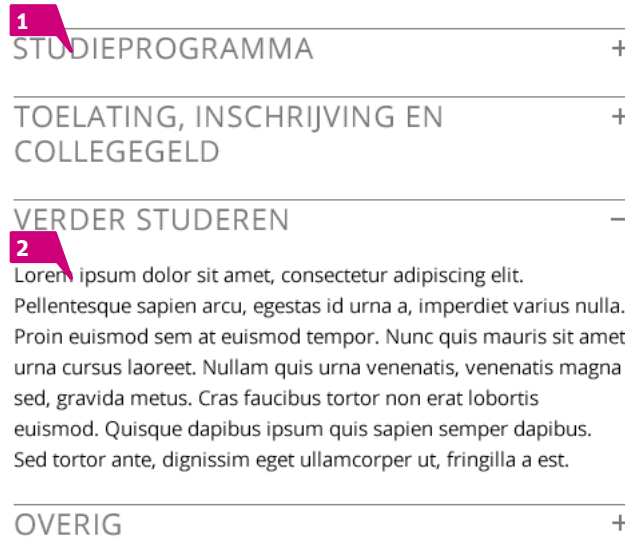 1
STUDIEPROGRAMMA +
TOELATING, INSCHRIJVING EN +
COLLEGEGELD
VERDER STUDEREN –
2
Lorem ipsum dolor sit amet, consectetur adipiscing elit.
Pellentesque sapien arcu, egestas id urna a, imperdiet varius nulla.
Proin euismod sem at euismod tempor. Nunc quis mauris sit amet
urna cursus laoreet. Nullam quis urna venenatis, venenatis magna
sed, gravida metus. Cras faucibus tortor non erat lobortis
euismod. Quisque dapibus ipsum quis sapien semper dapibus.
Sed tortor ante, dignissim eget ullamcorper ut, fringilla a est.
OVERIG +